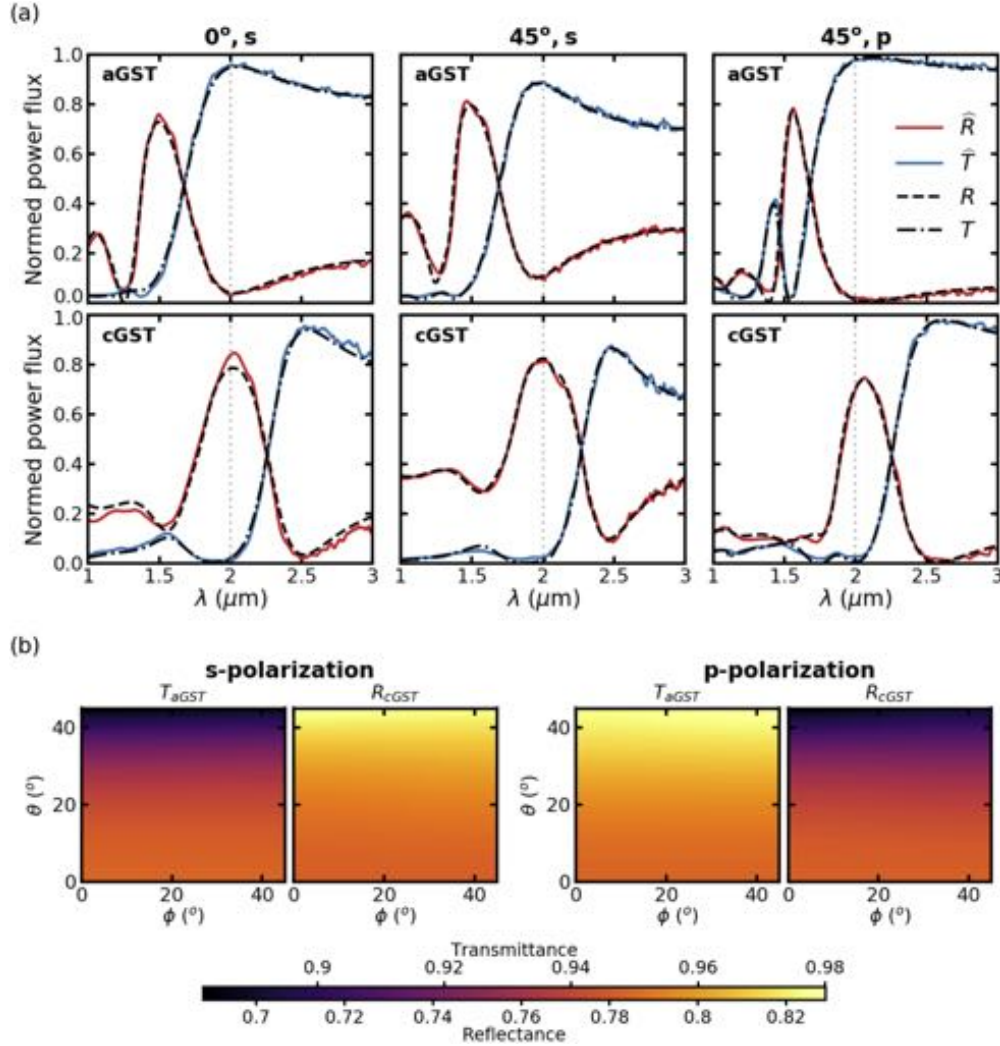 (a)
0°, s 45°, s 45°, p
1.0 aGST aGST aGST
0.8
0.6
0.4
0.2
0.0
Normed power flux
R̂
T̂
R
T
1.0 cGST cGST cGST
0.8
0.6
0.4
0.2
0.0
Normed power flux
1 1.5 2 2.5 3 1 1.5 2 2.5 3 1 1.5 2 2.5 3
λ (μm) λ (μm) λ (μm)
(b)
s-polarization p-polarization
T_aGST R_cGST T_aGST R_cGST
40 40
20 20
0 0
θ (°) θ (°)
0 20 40 0 20 40 0 20 40 0 20 40
ϕ (°) ϕ (°) ϕ (°) ϕ (°)
Transmittance
0.9 0.92 0.94 0.96 0.98
0.7 0.72 0.74 0.76 0.78 0.8 0.82
Reflectance